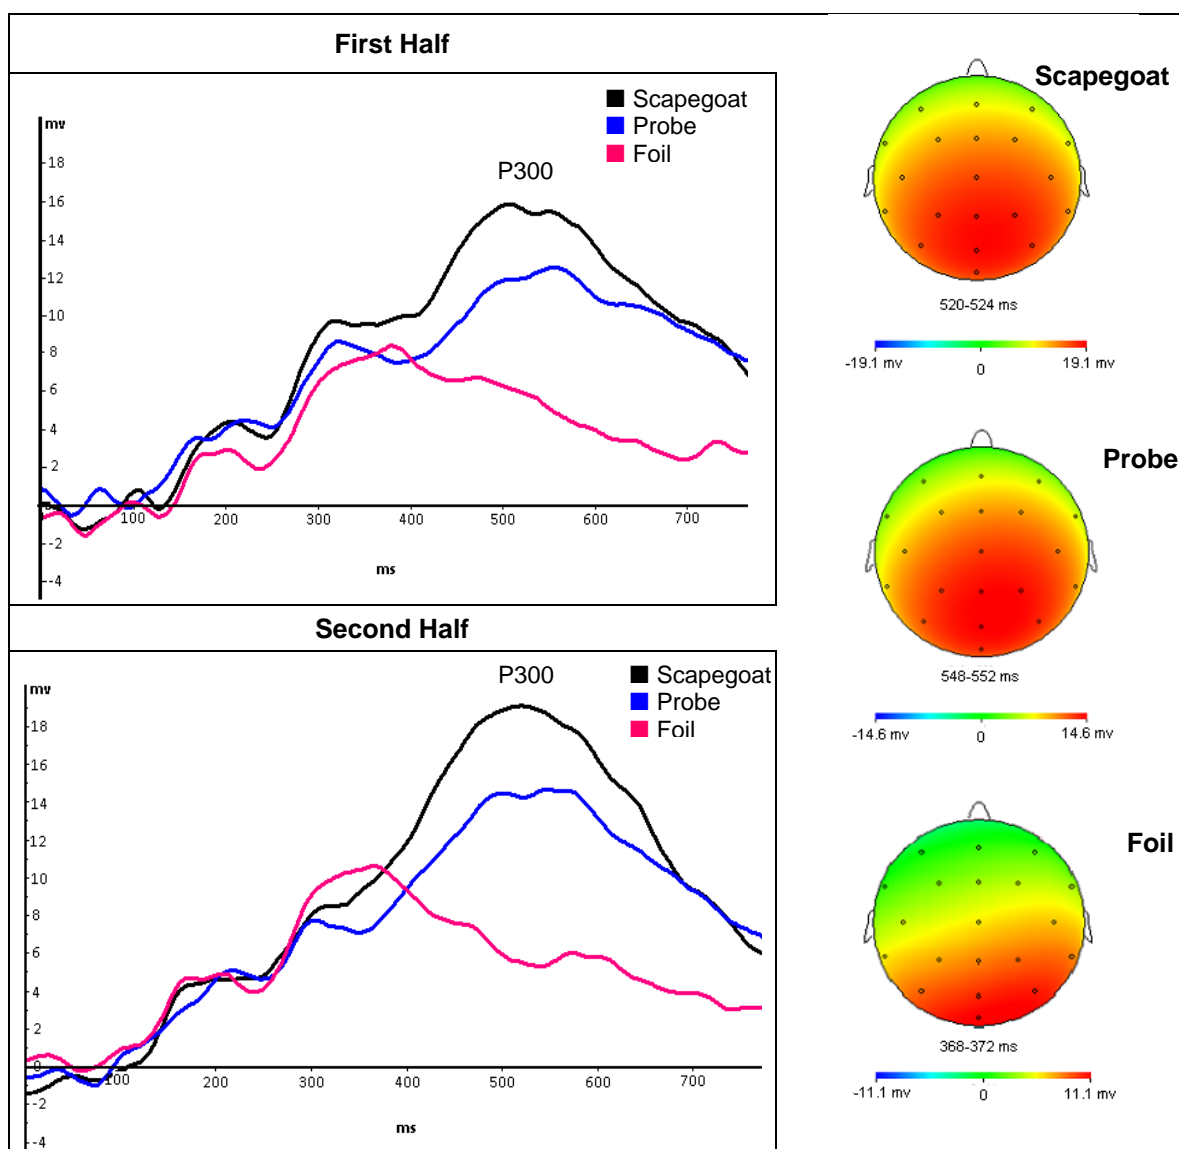 First Half
mv
Scapegoat
Probe
Foil
P300
18
16
14
12
10
8
6
4
2
-2
-4
100 200 300 400 500 600 700
ms
Second Half
mv
Scapegoat
Probe
Foil
P300
18
16
14
12
10
8
6
4
2
0
-2
-4
100 200 300 400 500 600 700
ms
Scapegoat
520-524 ms
-19.1 mv 0 19.1 mv
Probe
548-552 ms
-14.6 mv 0 14.6 mv
Foil
368-372 ms
-11.1 mv 0 11.1 mv